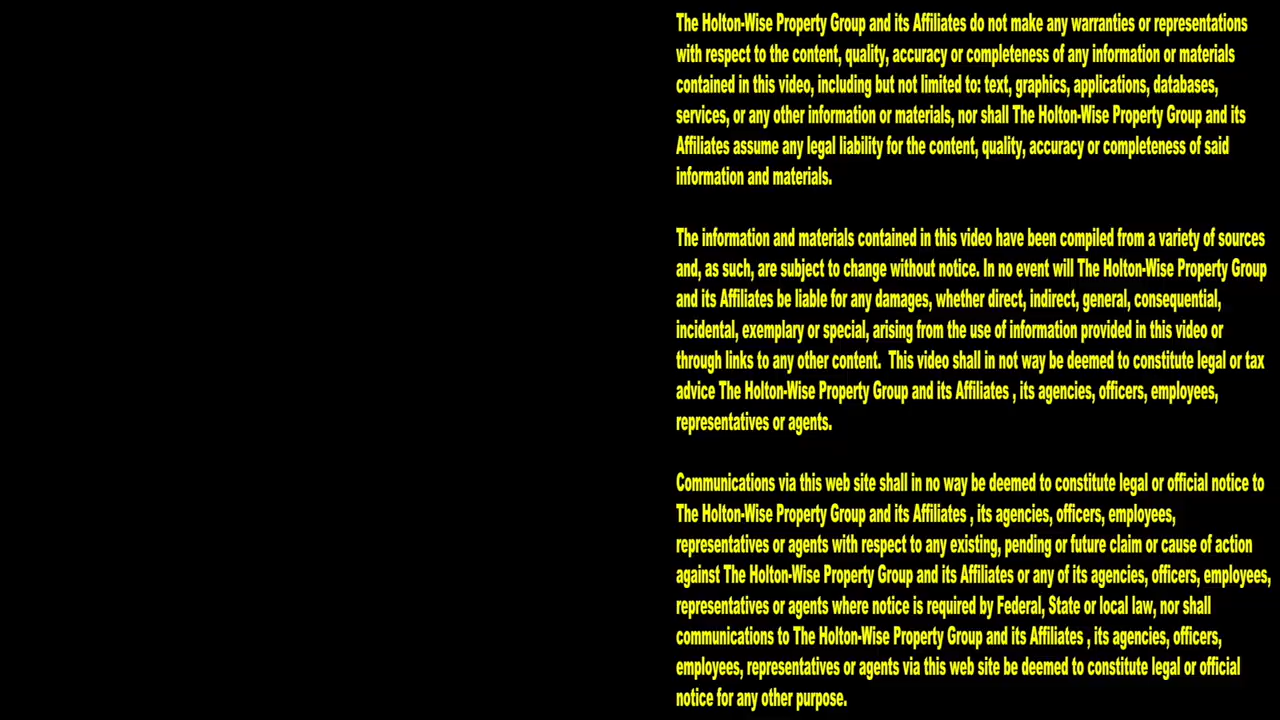 The Holton-Wise Property Group and its Affiliates do not make any warranties or representations
with respect to the content, quality, accuracy or completeness of any information or materials
contained in this video, including but not limited to: text, graphics, applications, databases,
services, or any other information or materials, nor shall The Holton-Wise Property Group and its
Affiliates assume any legal liability for the content, quality, accuracy or completeness of said
information and materials.
The information and materials contained in this video have been compiled from a variety of sources
and, as such, are subject to change without notice. In no event will The Holton-Wise Property Group
and its Affiliates be liable for any damages, whether direct, indirect, general, consequential,
incidental, exemplary or special, arising from the use of information provided in this video or
through links to any other content.  This video shall in not way be deemed to constitute legal or tax
advice The Holton-Wise Property Group and its Affiliates , its agencies, officers, employees,
representatives or agents.
Communications via this web site shall in no way be deemed to constitute legal or official notice to
The Holton-Wise Property Group and its Affiliates , its agencies, officers, employees,
representatives or agents with respect to any existing, pending or future claim or cause of action
against The Holton-Wise Property Group and its Affiliates or any of its agencies, officers, employees,
representatives or agents where notice is required by Federal, State or local law, nor shall
communications to The Holton-Wise Property Group and its Affiliates , its agencies, officers,
employees, representatives or agents via this web site be deemed to constitute legal or official
notice for any other purpose.